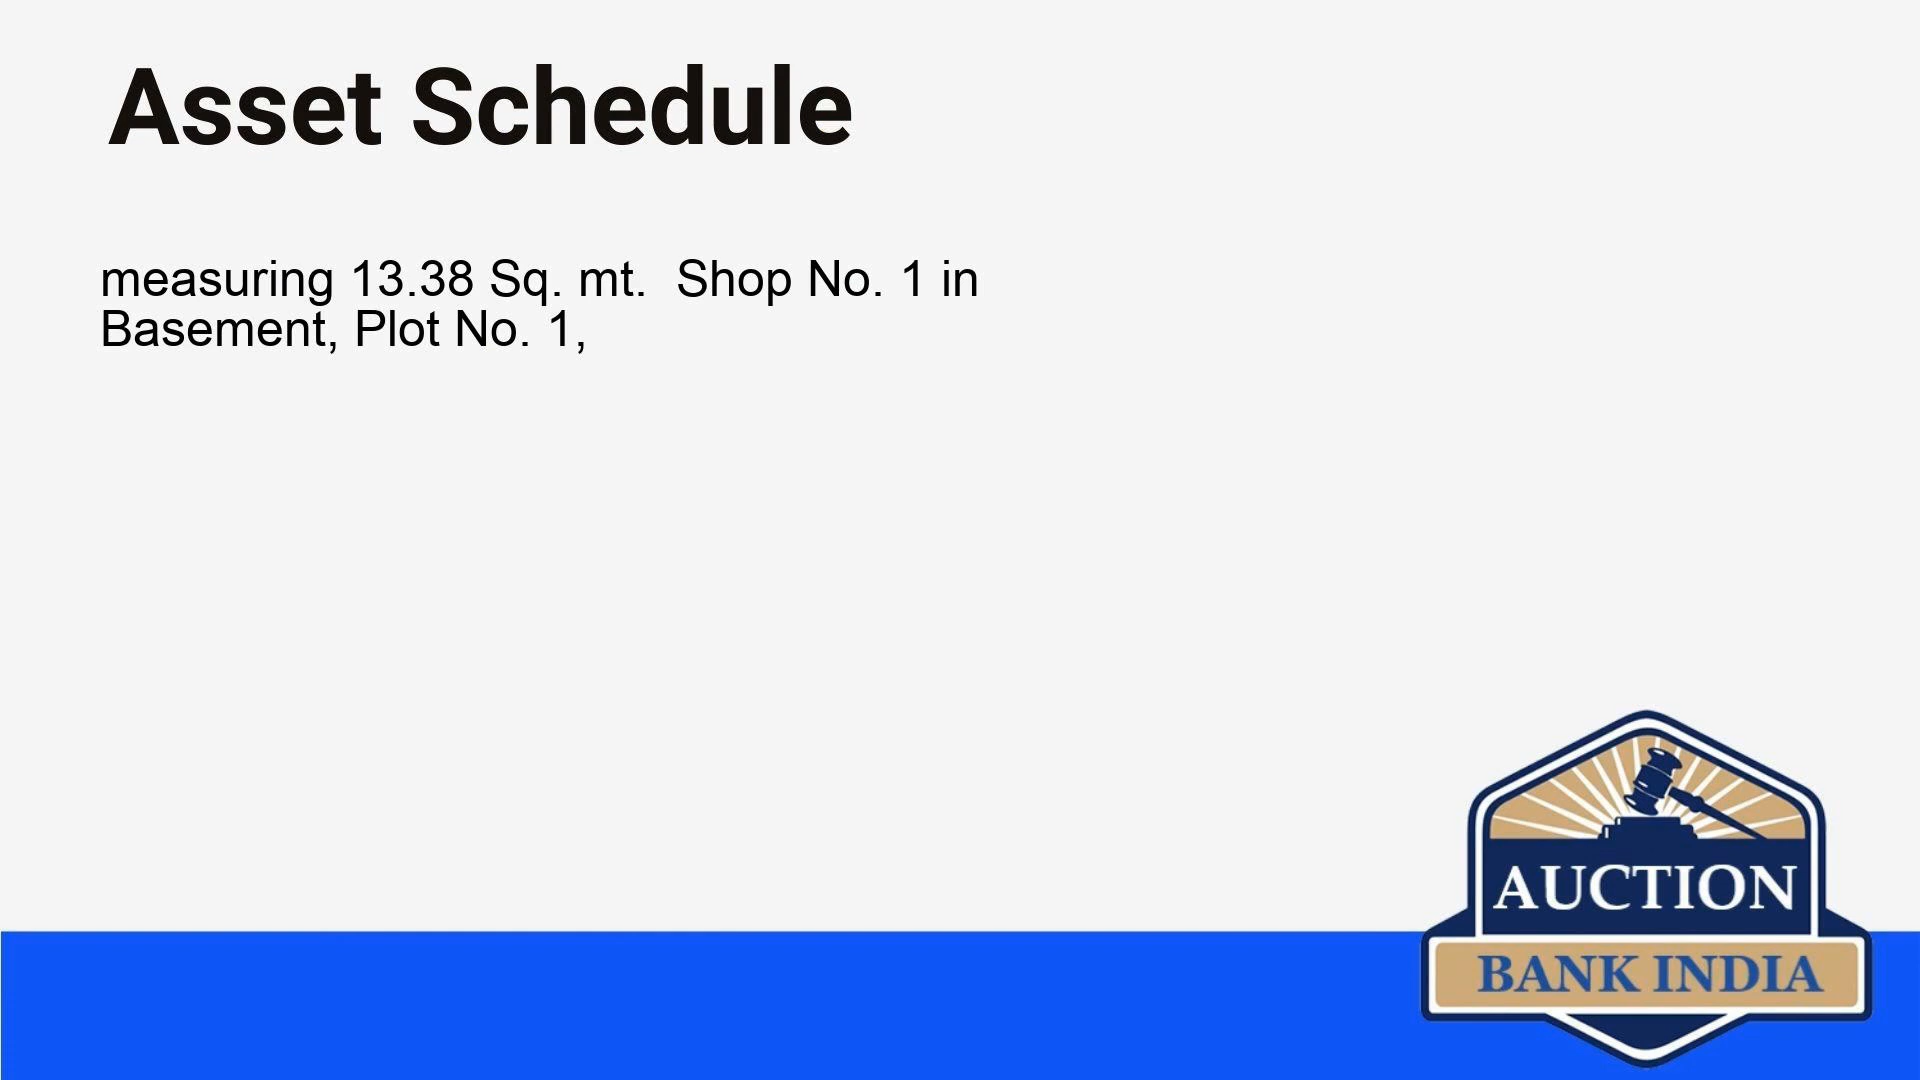 Asset Schedule
measuring 13.38 Sq. mt.  Shop No. 1 in
Basement, Plot No. 1,
AUCTION
BANK INDIA